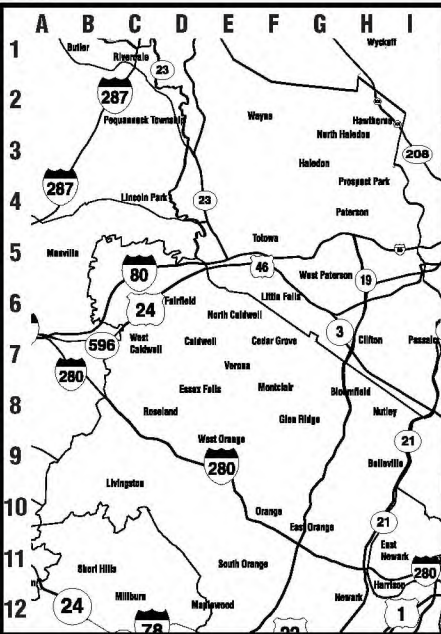 A B C D E F G H I
1
Butler
Riverdale
Wyckoff
23
2
287
Wayne
Pequanneck Township
Hawthorne
North Haledon
3
Haledon
208
287
Prospect Park
4
Lincoln Park
23
Paterson
Totowa
5
Manville
80
46
West Paterson
19
Fairfield
Little Falls
6
24
North Caldwell
3
596
West
Caldwell
Caldwell
Cedar Grove
Clifton
Passaic
7
280
Verona
Essex Fells
Montclair
Bloomfield
8
Roseland
Glen Ridge
Nutley
West Orange
21
9
280
Belleville
Livingston
10
Orange
East Orange
21
East
Newark
11
Short Hills
South Orange
280
Harrison
24
Millburn
Newark
12
Maplewood
1
78
22